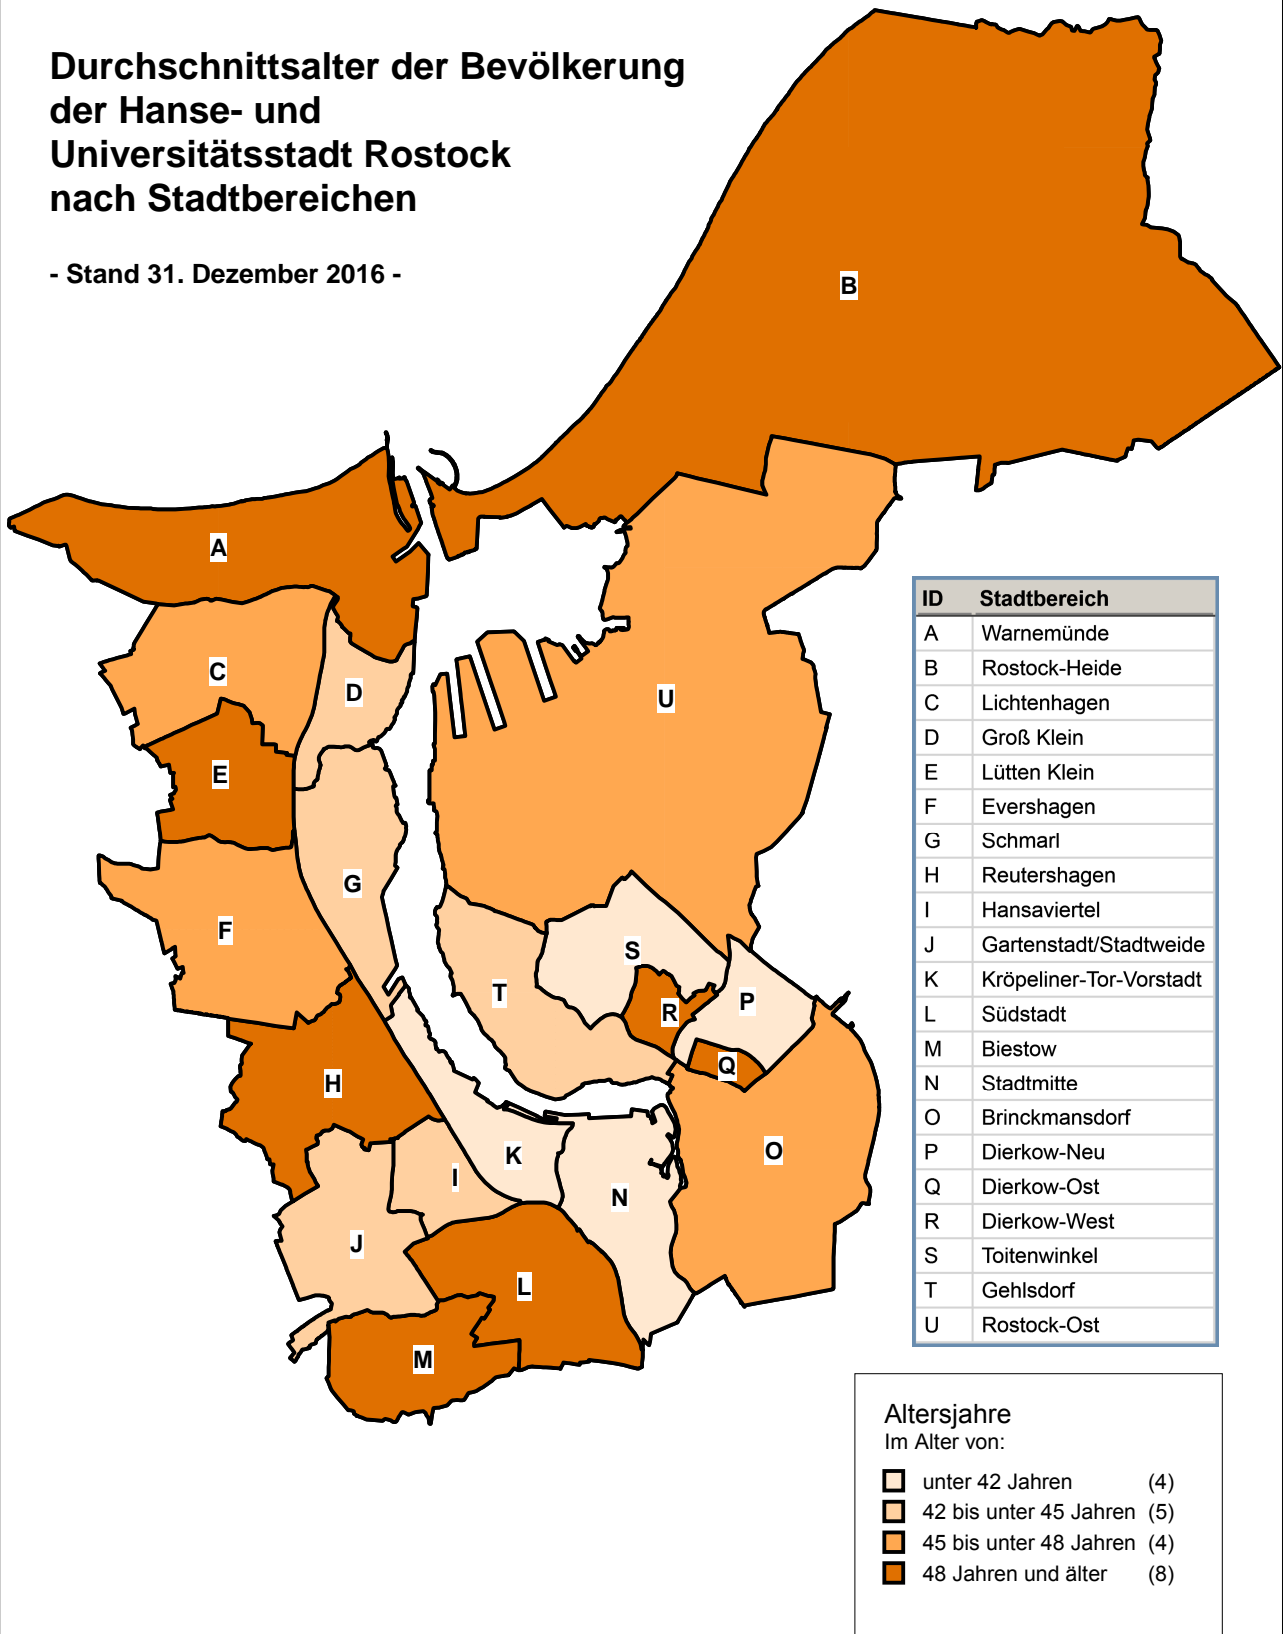 Durchschnittsalter der Bevölkerung
der Hanse- und
Universitätsstadt Rostock
nach Stadtbereichen
- Stand 31. Dezember 2016 -
B
A
C
D
U
E
G
F
S
T
R
P
Q
H
K
I
O
N
J
L
M
ID Stadtbereich
A Warnemünde
B Rostock-Heide
C Lichtenhagen
D Groß Klein
E Lütten Klein
F Evershagen
G Schmarl
H Reutershagen
I Hansaviertel
J Gartenstadt/Stadtweide
K Kröpeliner-Tor-Vorstadt
L Südstadt
M Biestow
N Stadtmitte
O Brinckmansdorf
P Dierkow-Neu
Q Dierkow-Ost
R Dierkow-West
S Toitenwinkel
T Gehlsdorf
U Rostock-Ost
Altersjahre
Im Alter von:
unter 42 Jahren (4)
42 bis unter 45 Jahren (5)
45 bis unter 48 Jahren (4)
48 Jahren und älter (8)